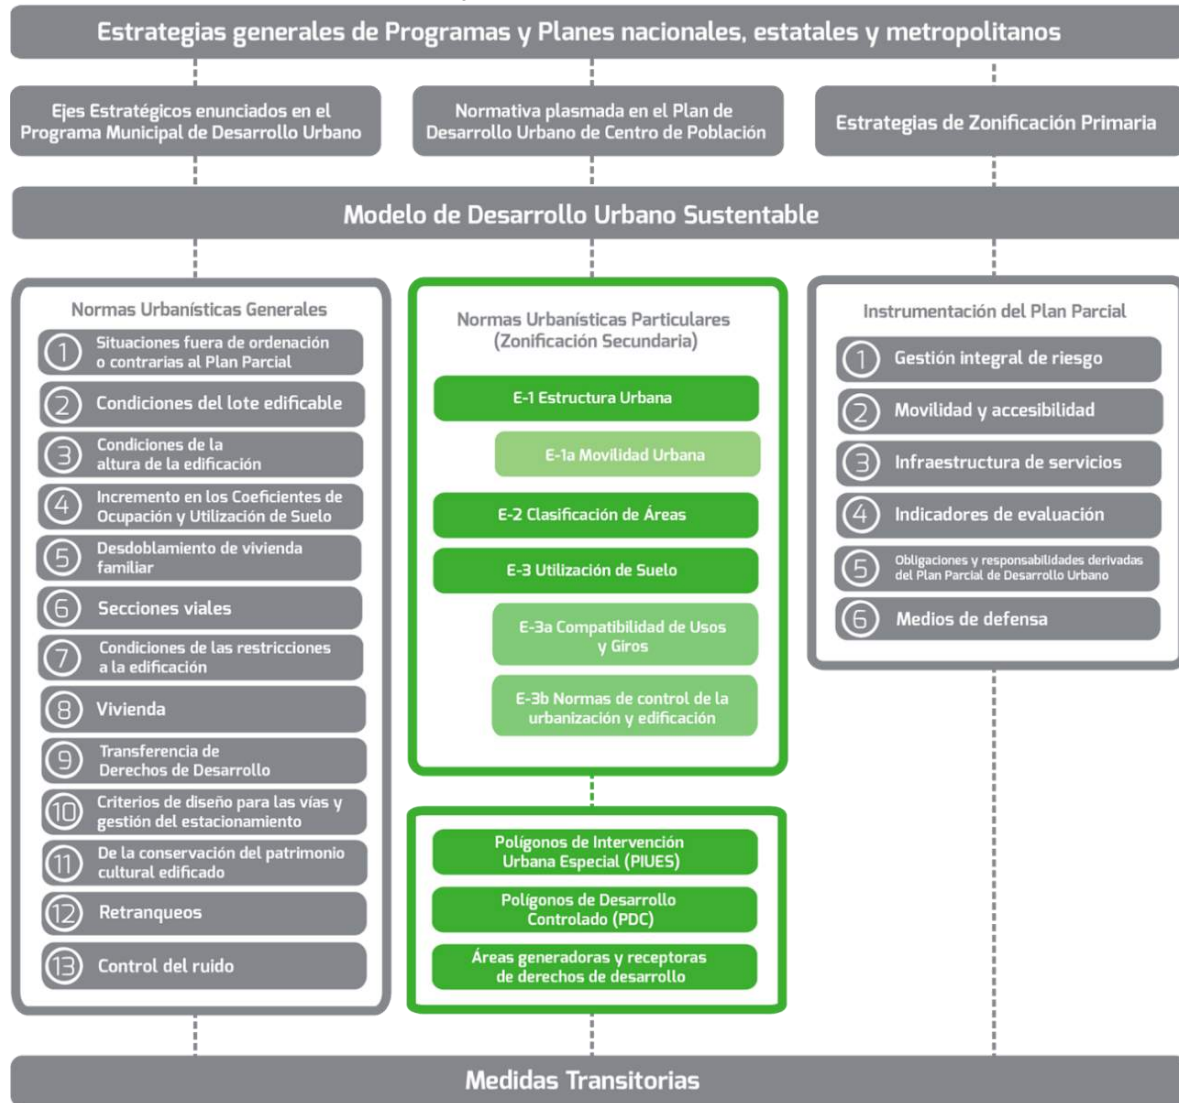 Estrategias generales de Programas y Planes nacionales, estatales y metropolitanos
Ejes Estratégicos enunciados en el
Programa Municipal de Desarrollo Urbano
Normativa plasmada en el Plan de
Desarrollo Urbano de Centro de Población
Estrategias de Zonificación Primaria
Modelo de Desarrollo Urbano Sustentable
Normas Urbanísticas Generales
1 Situaciones fuera de ordenación
o contrarias al Plan Parcial
2 Condiciones del lote edificable
3 Condiciones de la
altura de la edificación
4 Incremento en los Coeficientes de
Ocupación y Utilización de Suelo
5 Desdoblamiento de vivienda
familiar
6 Secciones viales
7 Condiciones de las restricciones
a la edificación
8 Vivienda
9 Transferencia de
Derechos de Desarrollo
10 Criterios de diseño para las vías y
gestión del estacionamiento
11 De la conservación del patrimonio
cultural edificado
12 Retranqueos
13 Control del ruido
Normas Urbanísticas Particulares
(Zonificación Secundaria)
E-1 Estructura Urbana
E-1a Movilidad Urbana
E-2 Clasificación de Áreas
E-3 Utilización de Suelo
E-3a Compatibilidad de Usos
y Giros
E-3b Normas de control de la
urbanización y edificación
Polígonos de Intervención
Urbana Especial (PIUES)
Polígonos de Desarrollo
Controlado (PDC)
Áreas generadoras y receptoras
de derechos de desarrollo
Instrumentación del Plan Parcial
1 Gestión integral de riesgo
2 Movilidad y accesibilidad
3 Infraestructura de servicios
4 Indicadores de evaluación
5 Obligaciones y responsabilidades derivadas
del Plan Parcial de Desarrollo Urbano
6 Medios de defensa
Medidas Transitorias